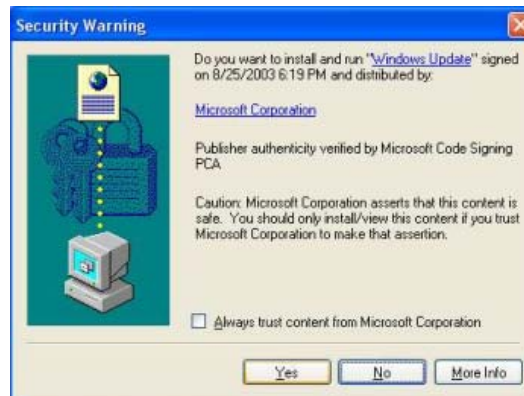 Security Warning
Do you want to install and run "Windows Update" signed
on 8/25/2003 6:19 PM and distributed by:
Microsoft Corporation
Publisher authenticity verified by Microsoft Code Signing
PCA
Caution: Microsoft Corporation asserts that this content is
safe. You should only install/view this content if you trust
Microsoft Corporation to make that assertion.
Always trust content from Microsoft Corporation
Yes No More Info